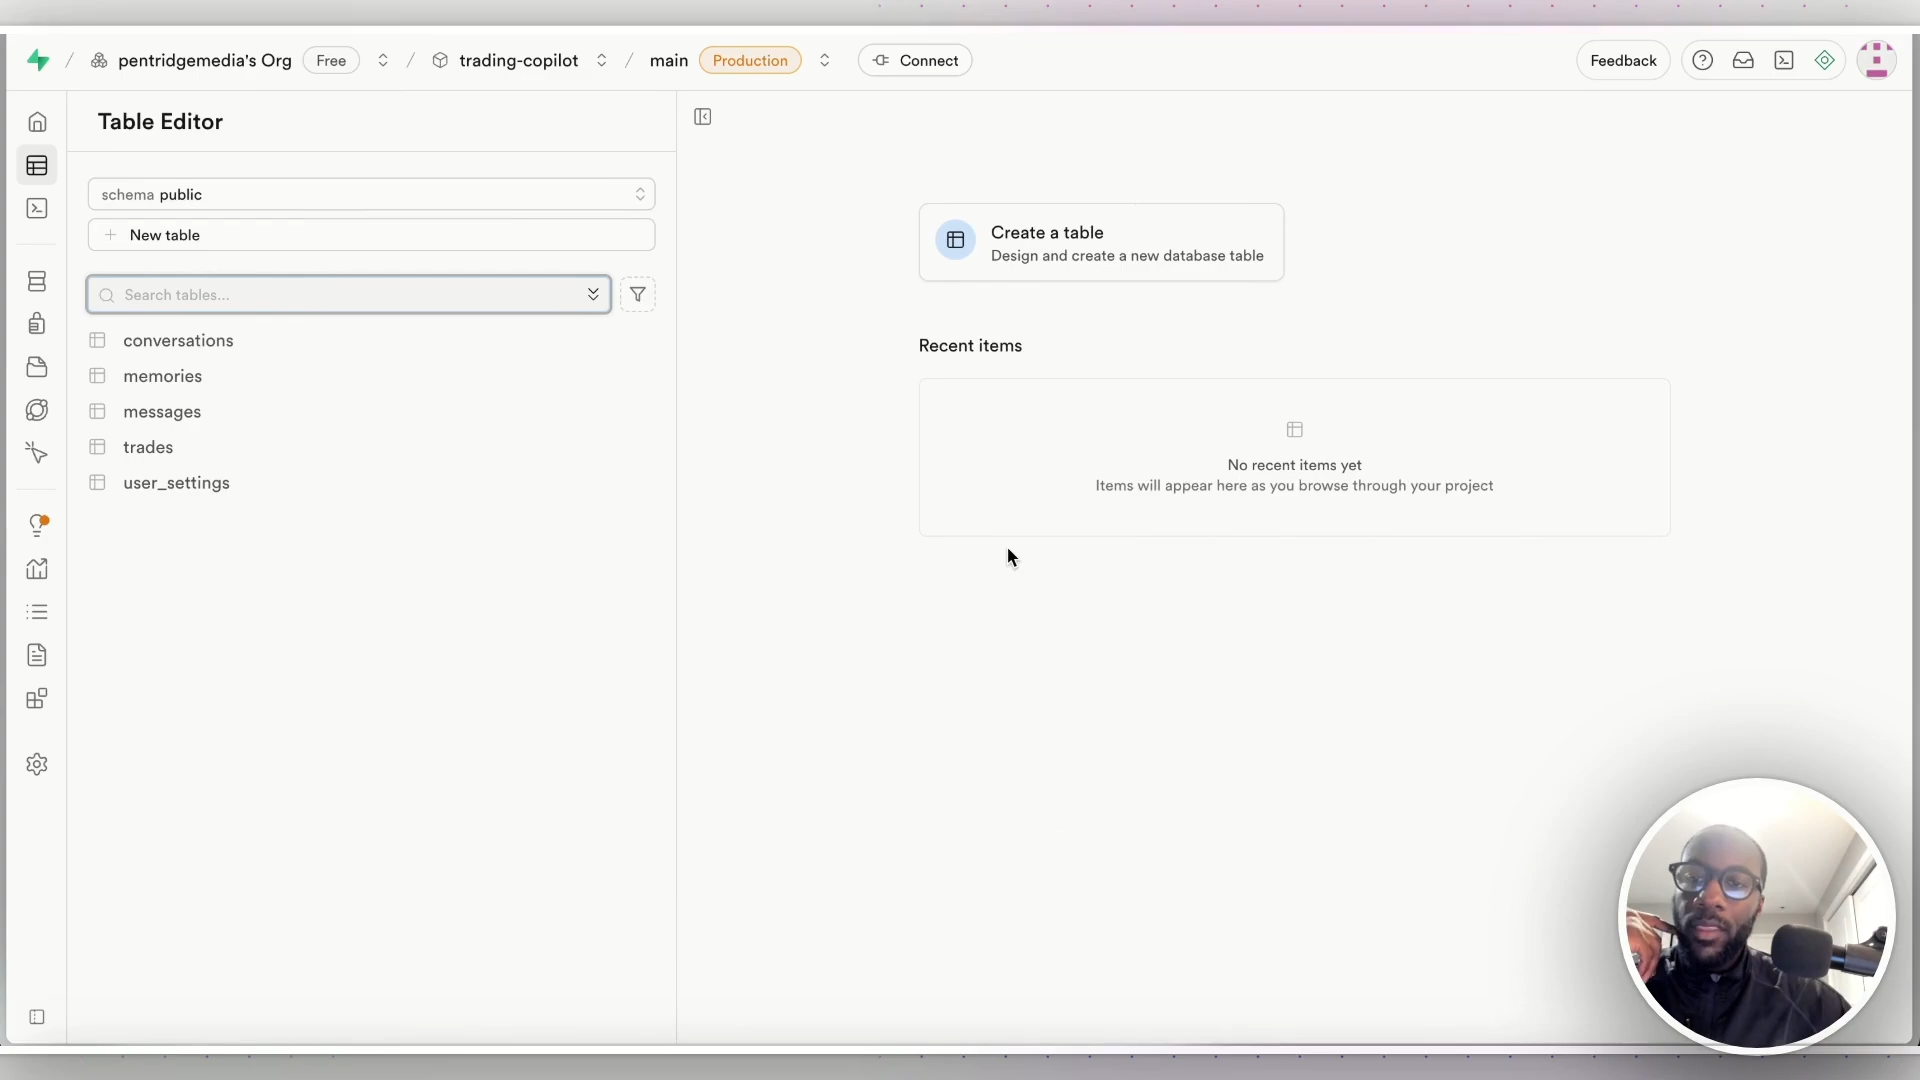 pentridgemedia's Org Free trading-copilot main Production Connect Feedback
Table Editor
schema public
New table
Search tables...
conversations
memories
messages
trades
user_settings
Create a table
Design and create a new database table
Recent items
No recent items yet
Items will appear here as you browse through your project